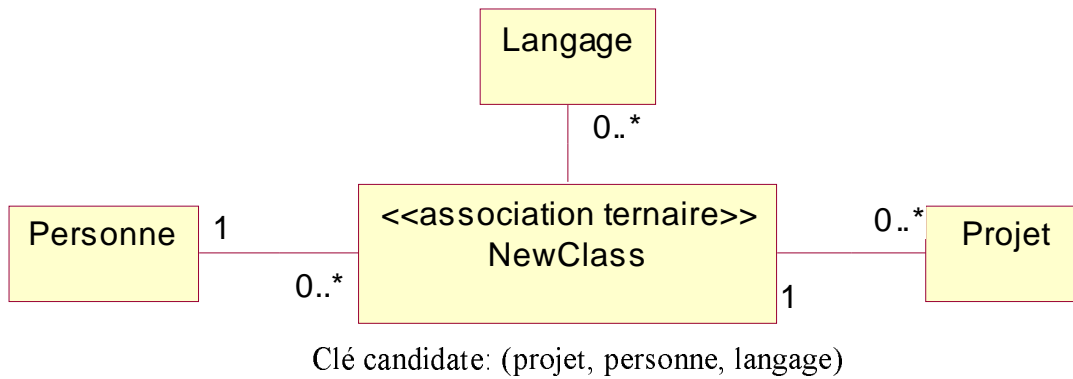 Langage
0..*
<<association ternaire>>
NewClass
Personne
1
0..*
0..*
1
Projet
Clé candidate: (projet, personne, langage)